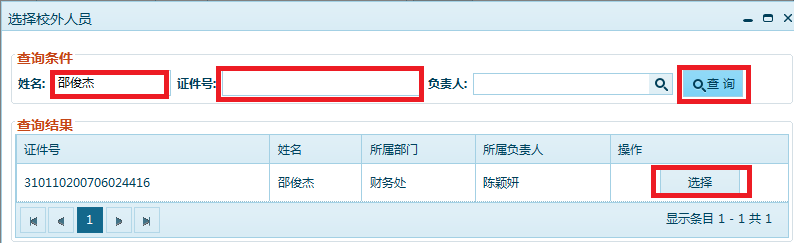 选择校外人员
查询条件
姓名: 邵俊杰 证件号: 负责人: 查 询
查询结果
证件号 姓名 所属部门 所属负责人 操作
310110200706024416 邵俊杰 财务处 陈颖妍 选择
1 显示条目 1 - 1 共 1